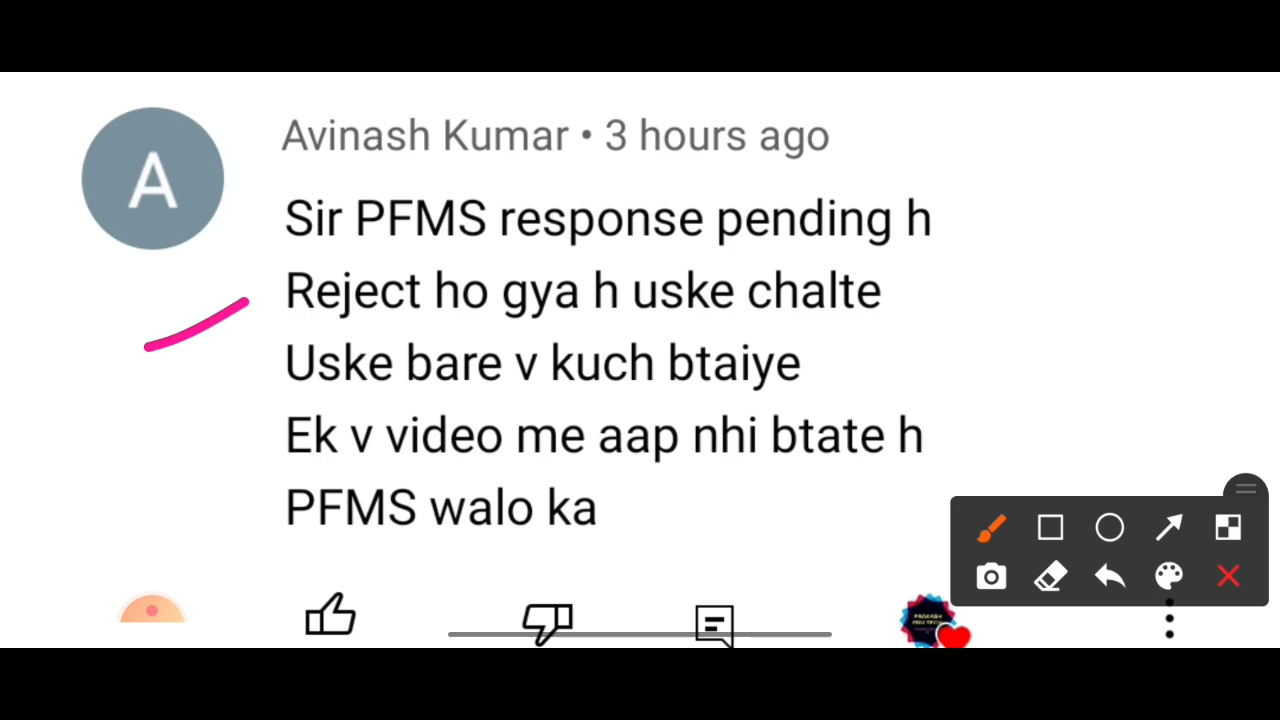 A
Avinash Kumar • 3 hours ago
Sir PFMS response pending h
Reject ho gya h uske chalte
Uske bare v kuch btaiye
Ek v video me aap nhi btate h
PFMS walo ka